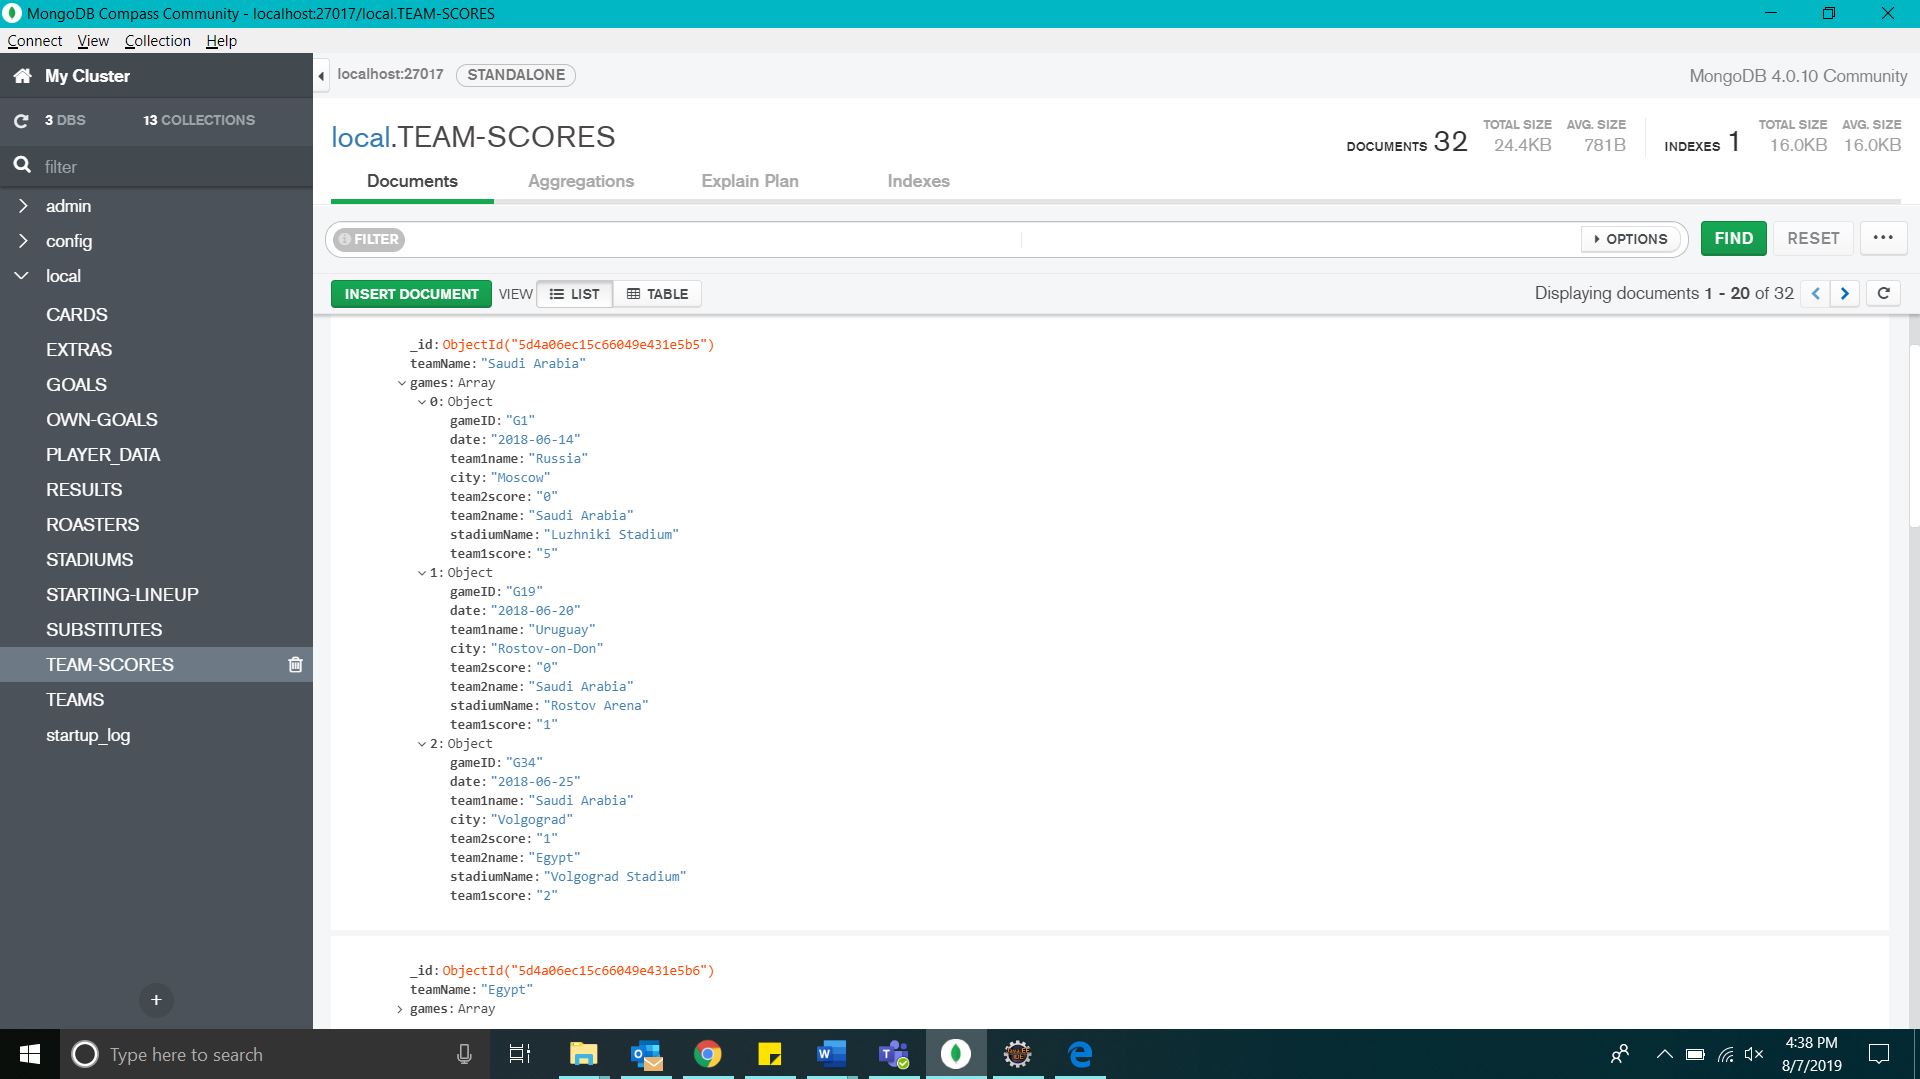 MongoDB Compass Community - localhost:27017/local.TEAM-SCORES
Connect View Collection Help
My Cluster
localhost:27017 STANDALONE
MongoDB 4.0.10 Community
3 DBS 13 COLLECTIONS
filter
admin
config
local
CARDS
EXTRAS
GOALS
OWN-GOALS
PLAYER_DATA
RESULTS
ROASTERS
STADIUMS
STARTING-LINEUP
SUBSTITUTES
TEAM-SCORES
TEAMS
startup_log
+
local.TEAM-SCORES
DOCUMENTS 32 TOTAL SIZE 24.4KB AVG. SIZE 781B INDEXES 1 TOTAL SIZE 16.0KB AVG. SIZE 16.0KB
Documents Aggregations Explain Plan Indexes
FILTER OPTIONS FIND RESET ...
INSERT DOCUMENT VIEW LIST TABLE Displaying documents 1 - 20 of 32
_id: ObjectId("5d4a06ec15c66049e431e5b5")
teamName: "Saudi Arabia"
games: Array
0: Object
gameID: "G1"
date: "2018-06-14"
team1name: "Russia"
city: "Moscow"
team2score: "0"
team2name: "Saudi Arabia"
stadiumName: "Luzhniki Stadium"
team1score: "5"
1: Object
gameID: "G19"
date: "2018-06-20"
team1name: "Uruguay"
city: "Rostov-on-Don"
team2score: "0"
team2name: "Saudi Arabia"
stadiumName: "Rostov Arena"
team1score: "1"
2: Object
gameID: "G34"
date: "2018-06-25"
team1name: "Saudi Arabia"
city: "Volgograd"
team2score: "1"
team2name: "Egypt"
stadiumName: "Volgograd Stadium"
team1score: "2"
_id: ObjectId("5d4a06ec15c66049e431e5b6")
teamName: "Egypt"
games: Array
Type here to search
4:38 PM
8/7/2019